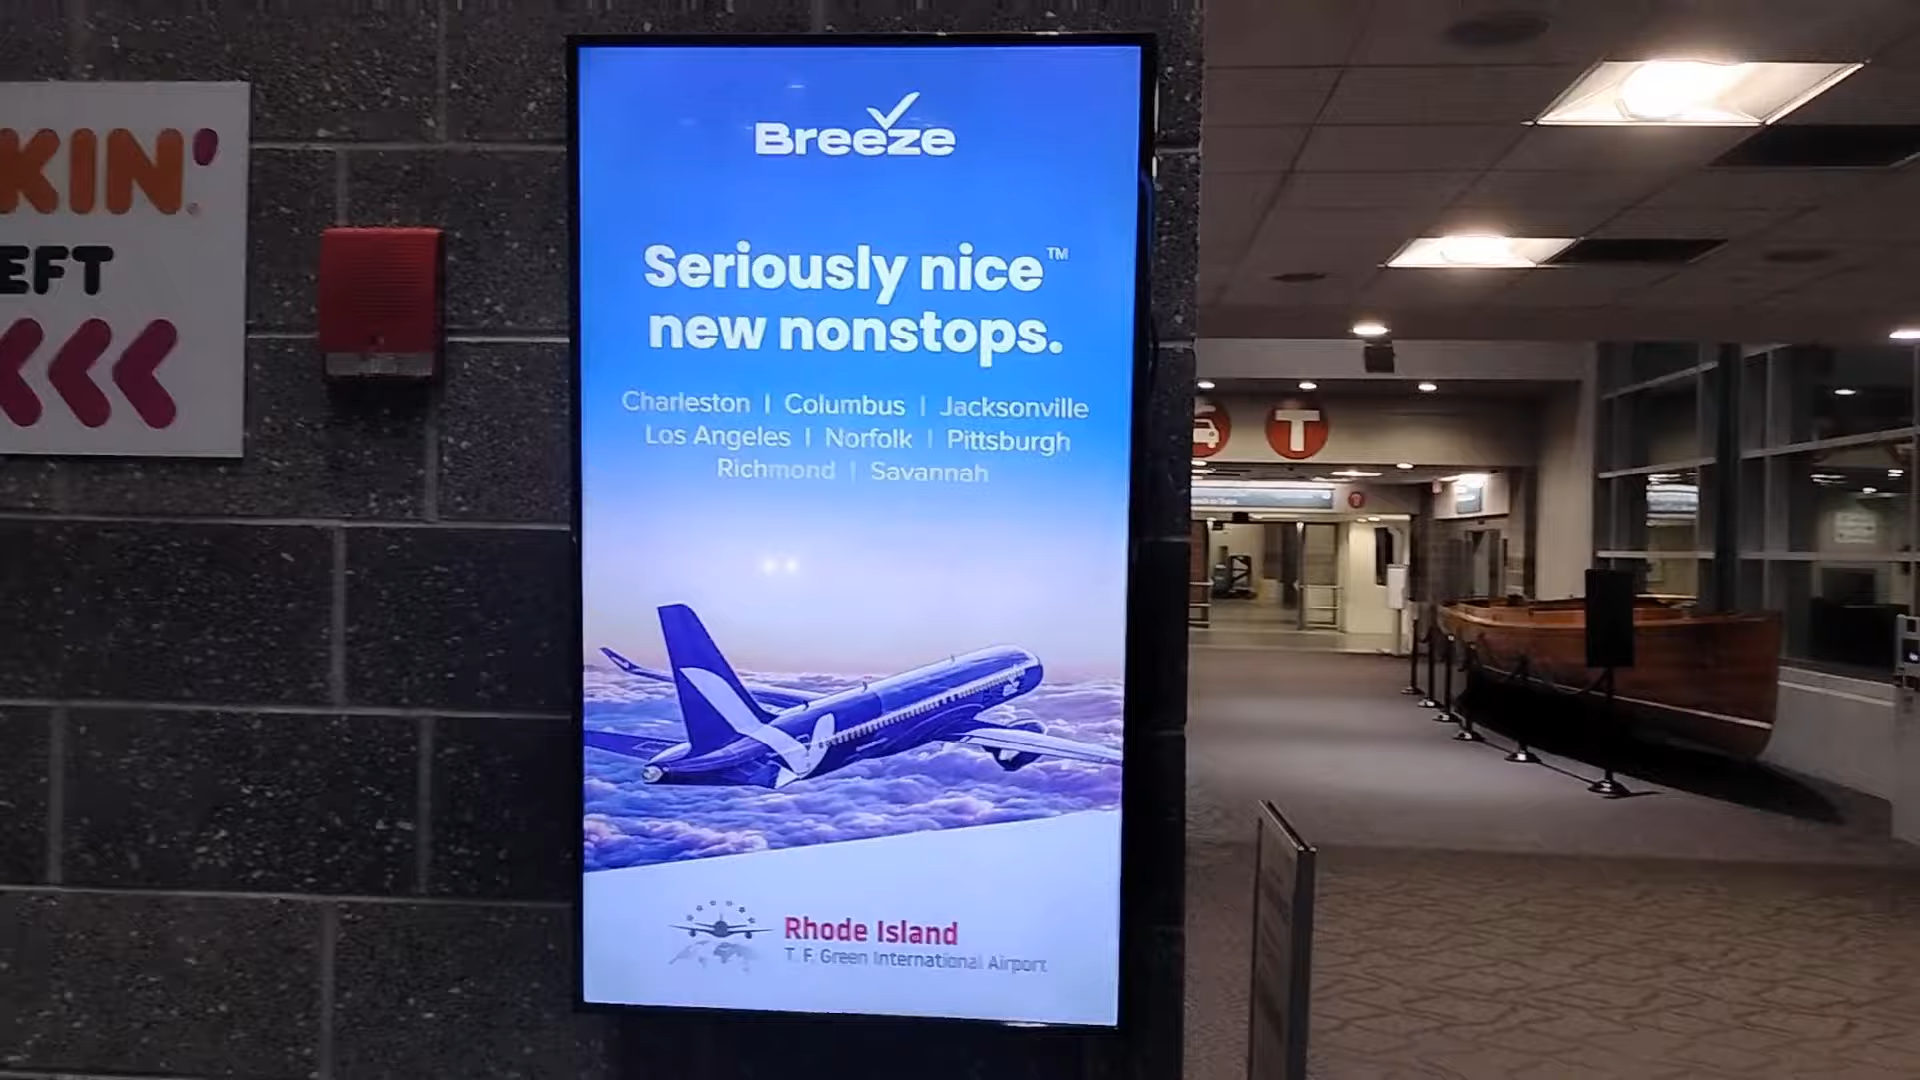 KIN'
EFT
Breeze
Seriously nice™
new nonstops.
Charleston | Columbus | Jacksonville
Los Angeles | Norfolk | Pittsburgh
Richmond | Savannah
Rhode Island
T. F. Green International Airport
T